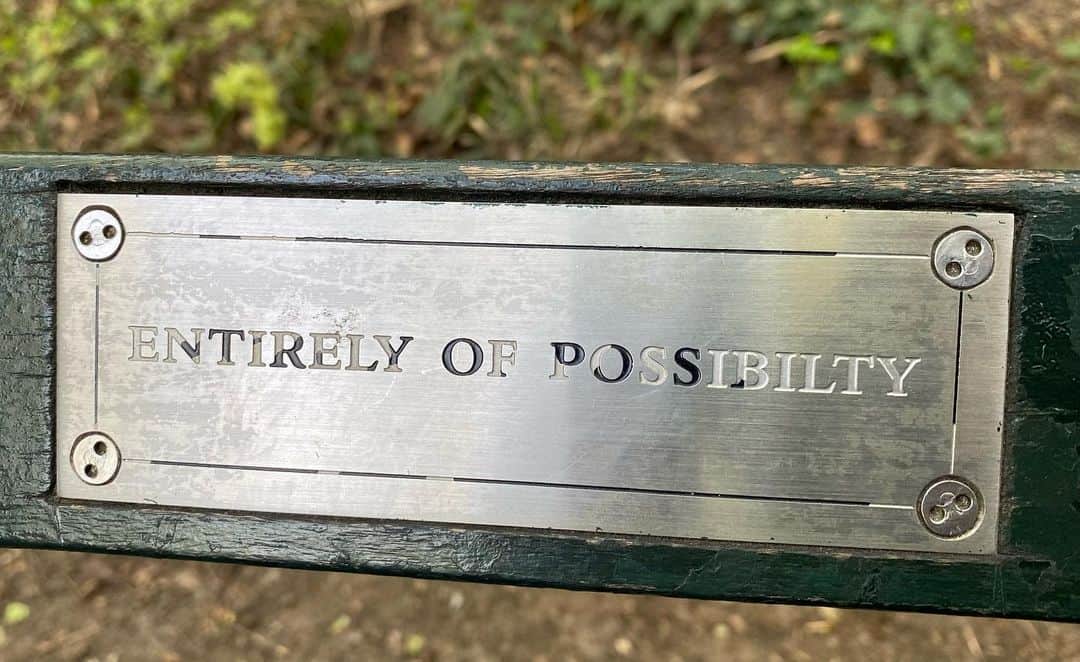 ENTIRELY OF POSSIBILTY